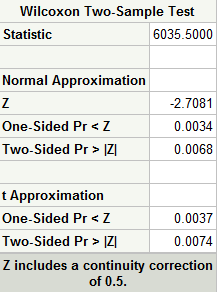 Wilcoxon Two-Sample Test
Statistic 6035.5000
Normal Approximation
Z -2.7081
One-Sided Pr < Z 0.0034
Two-Sided Pr > |Z| 0.0068
t Approximation
One-Sided Pr < Z 0.0037
Two-Sided Pr > |Z| 0.0074
Z includes a continuity correction
of 0.5.